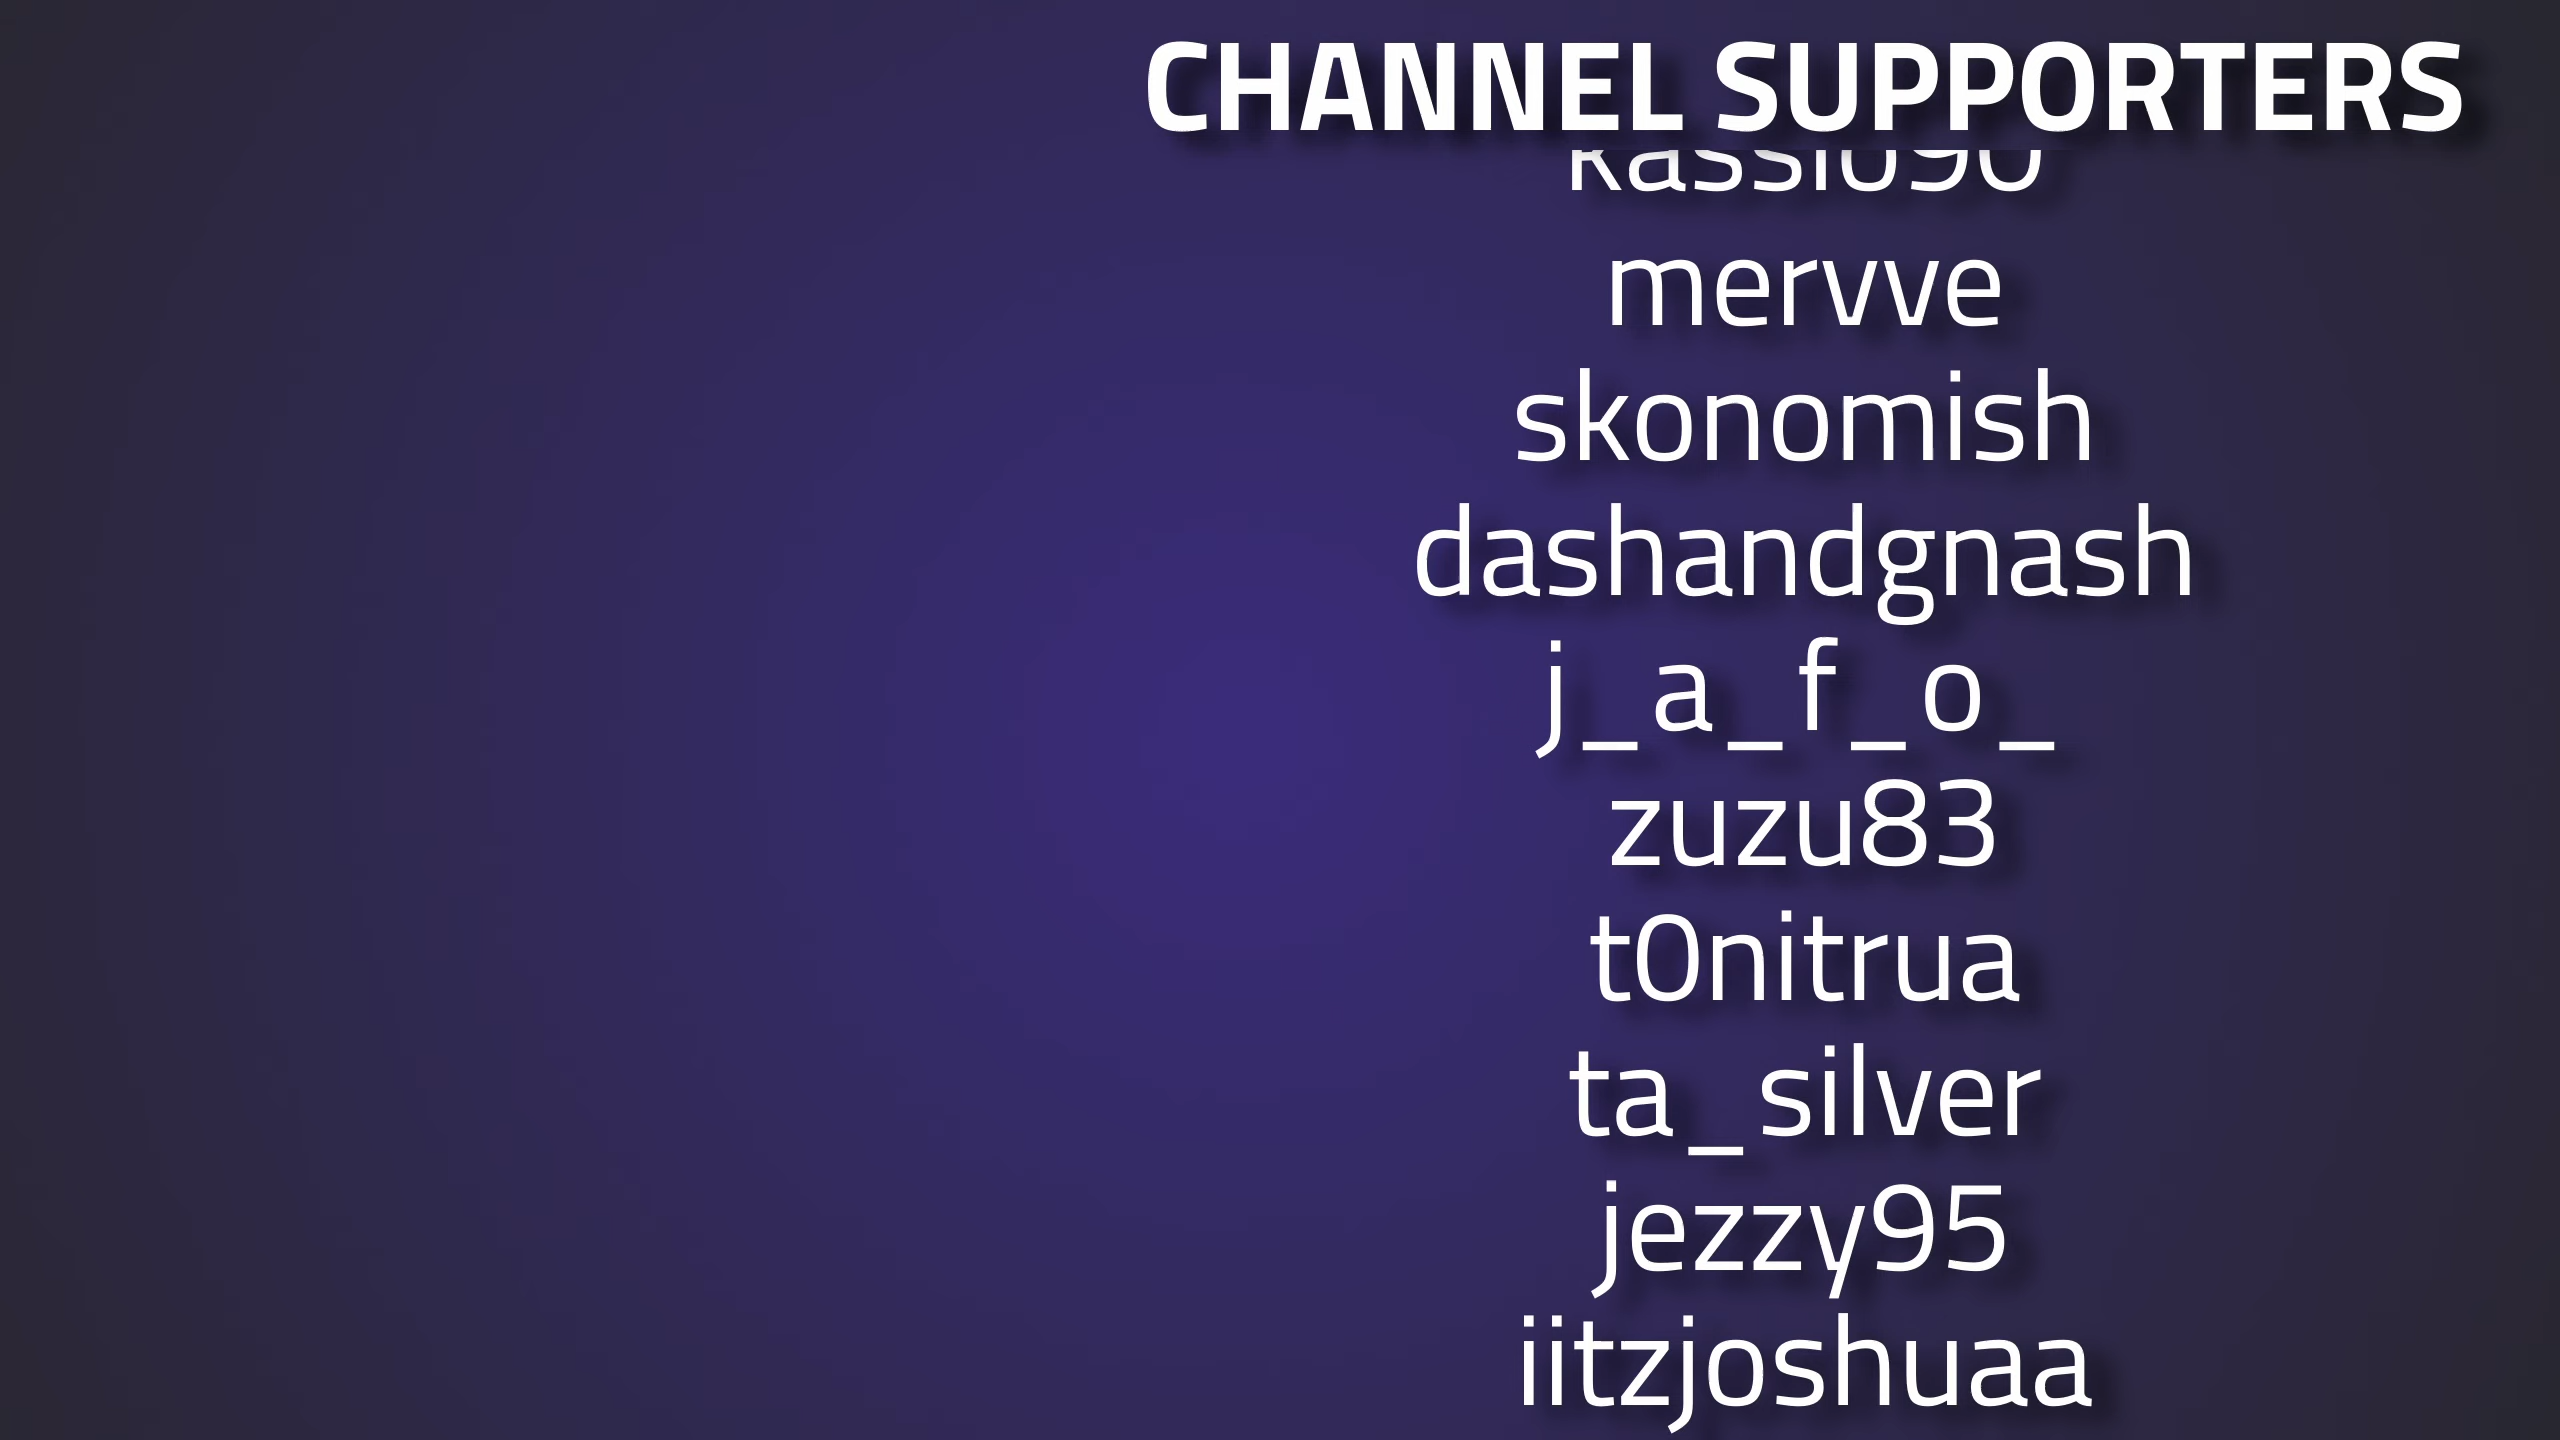 CHANNEL SUPPORTERS
mervve
skonomish
dashandgnash
j_a_f_o_
zuzu83
t0nitrua
ta_silver
jezzy95
iitzjoshuaa